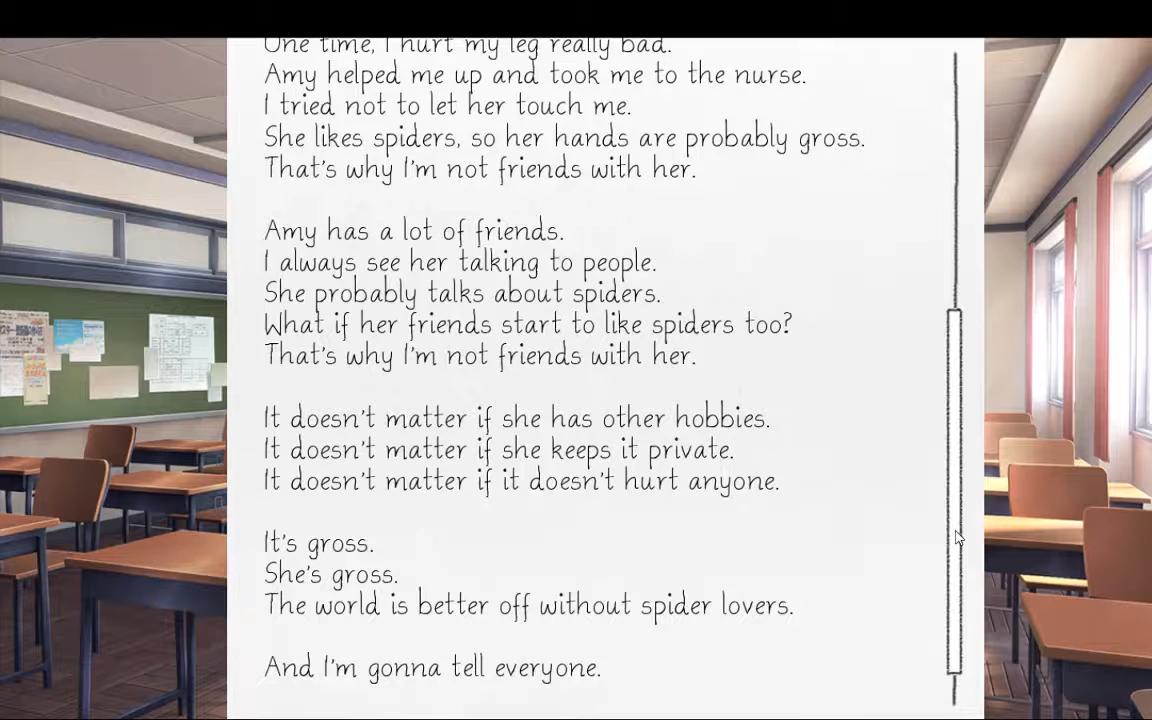 One time, I hurt my leg really bad.
Amy helped me up and took me to the nurse.
I tried not to let her touch me.
She likes spiders, so her hands are probably gross.
That's why I'm not friends with her.
Amy has a lot of friends.
I always see her talking to people.
She probably talks about spiders.
What if her friends start to like spiders too?
That's why I'm not friends with her.
It doesn't matter if she has other hobbies.
It doesn't matter if she keeps it private.
It doesn't matter if it doesn't hurt anyone.
It's gross.
She's gross.
The world is better off without spider lovers.
And I'm gonna tell everyone.